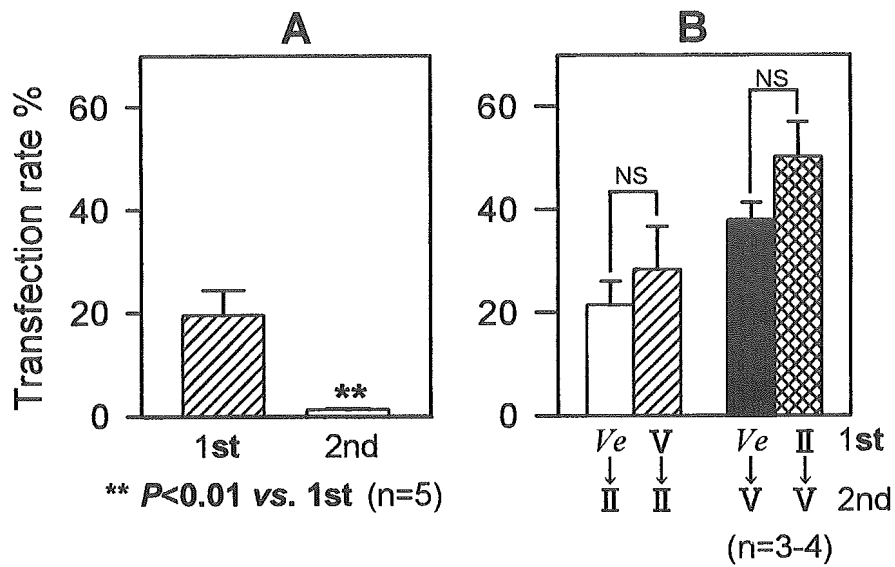 A
B
Transfection rate %
60
40
20
0
1st
2nd
**
** P<0.01 vs. 1st (n=5)
60
40
20
0
NS
NS
Ve V Ve II 1st
↓ ↓ ↓ ↓
II II V V 2nd
(n=3-4)